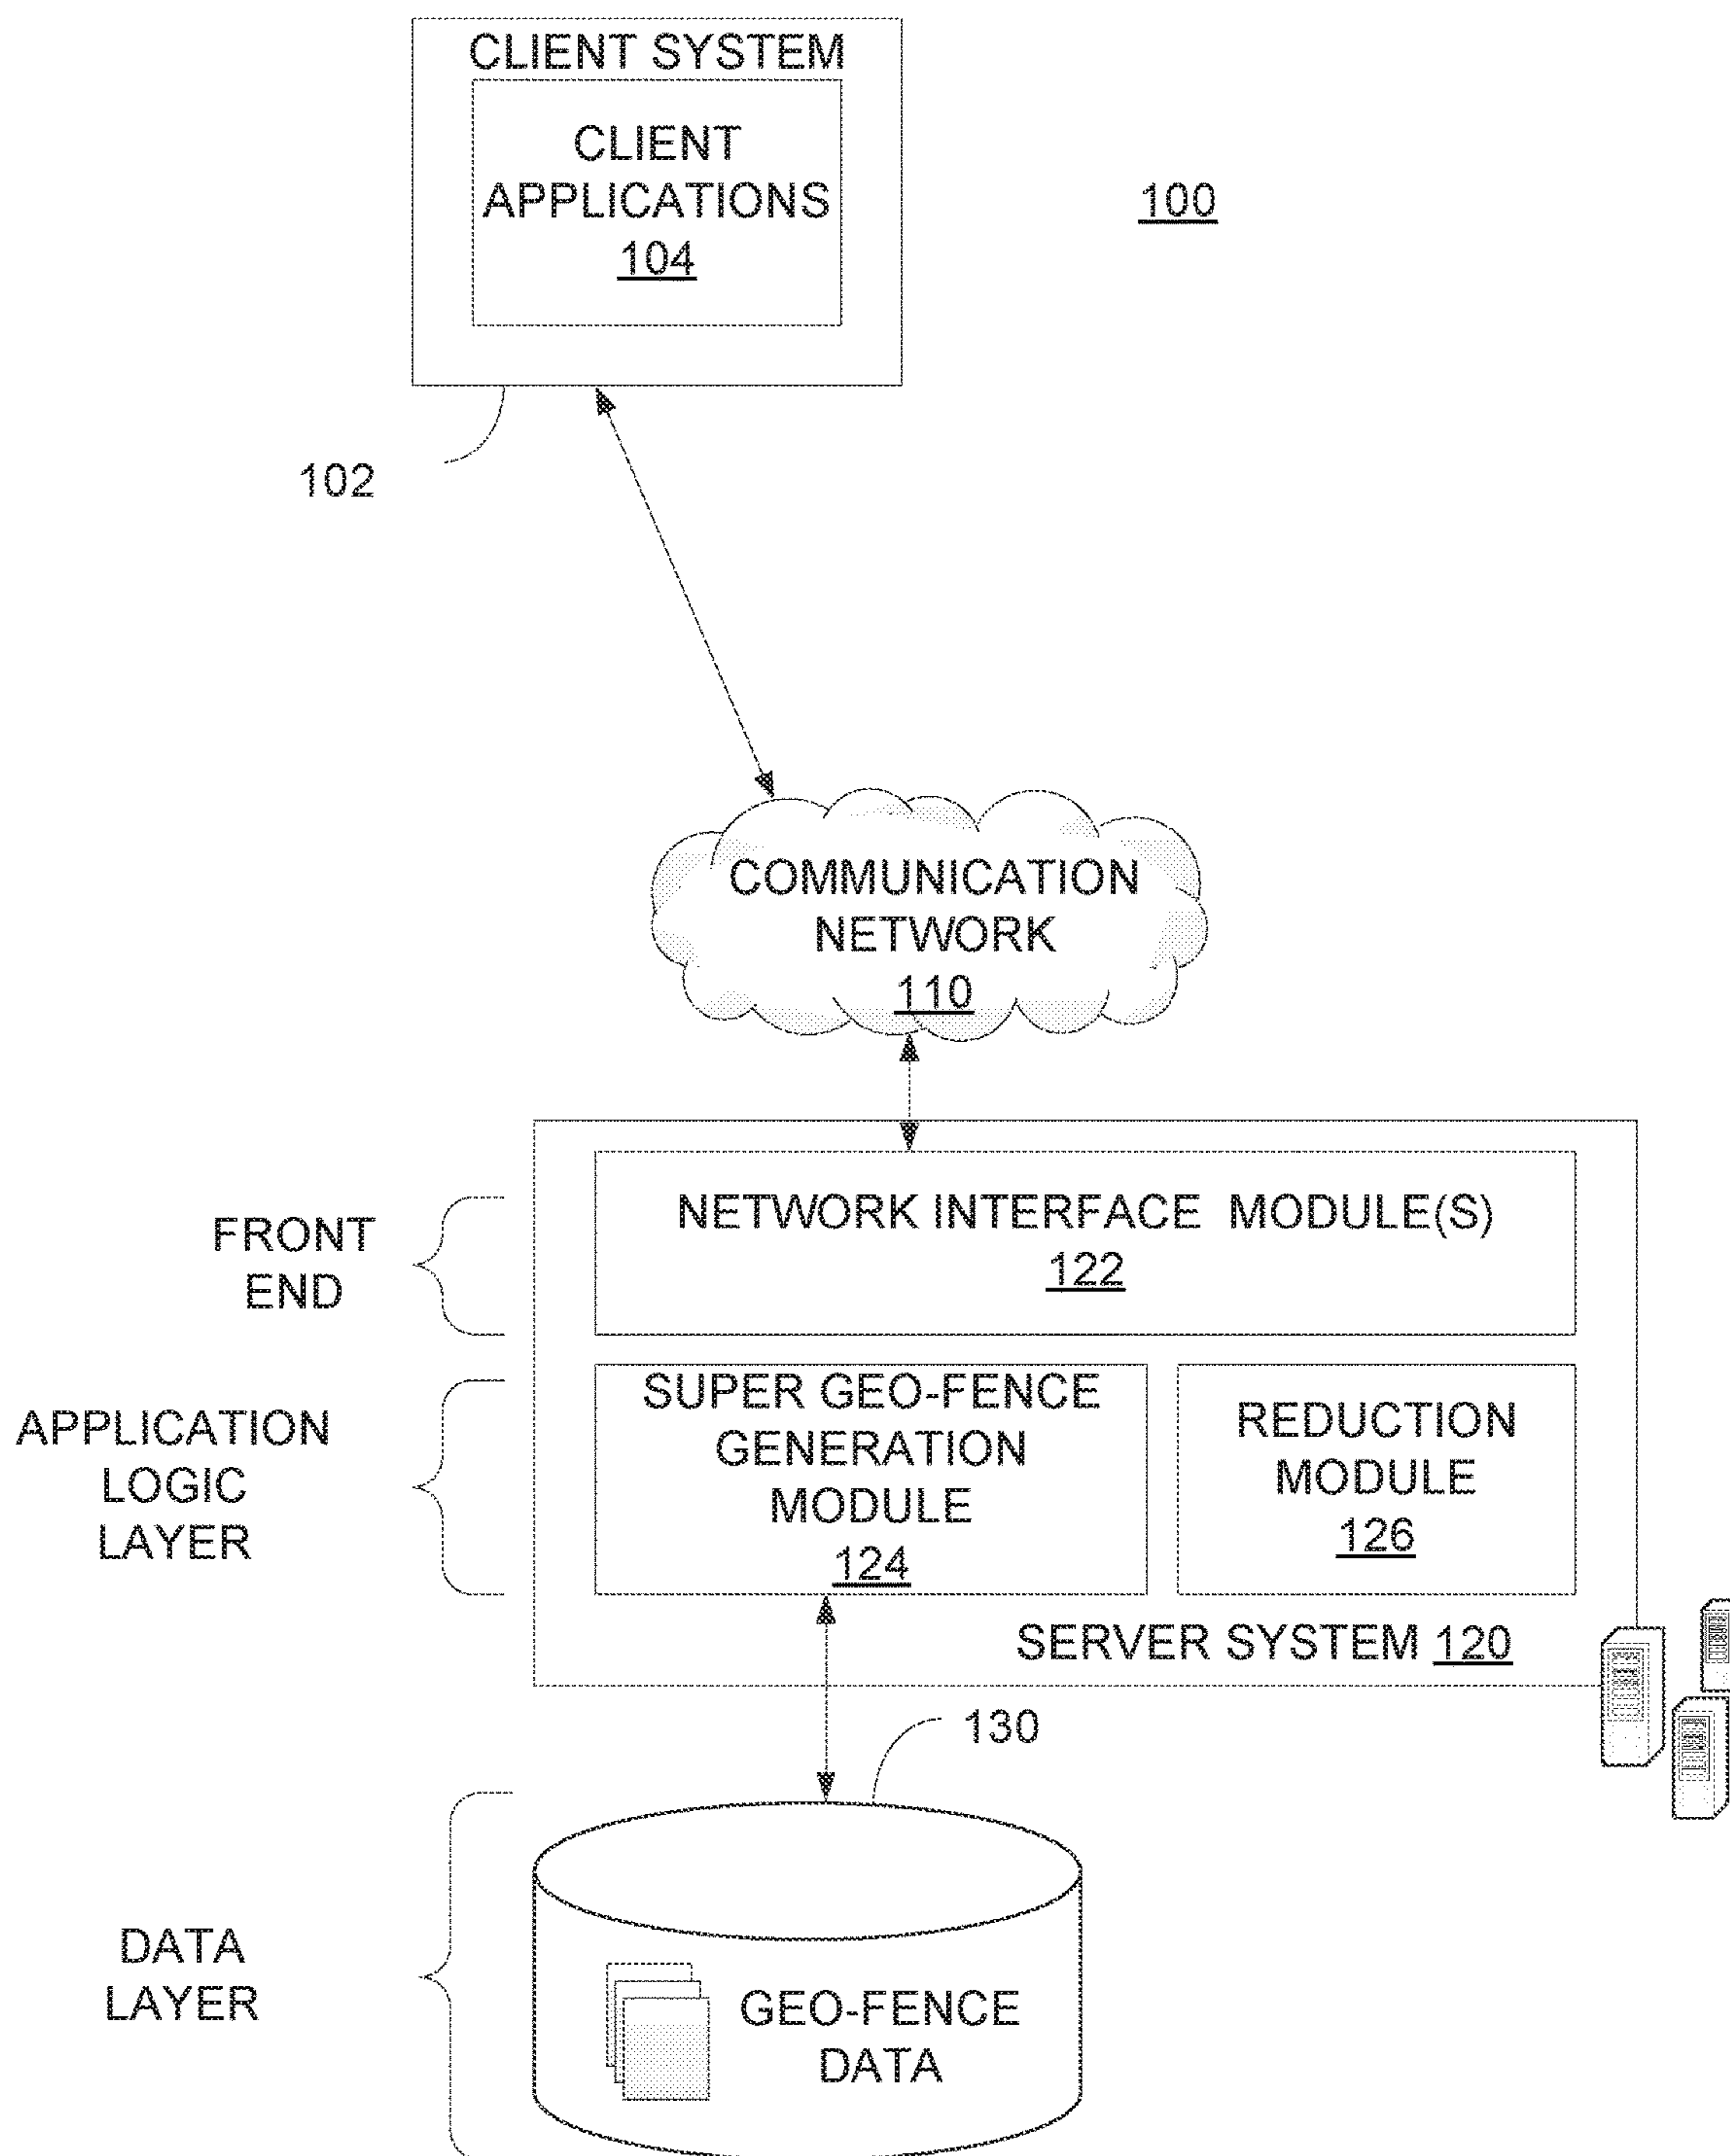 CLIENT SYSTEM
CLIENT
APPLICATIONS
104
100
102
COMMUNICATION
NETWORK
110
FRONT
END
NETWORK INTERFACE MODULE(S)
122
APPLICATION
LOGIC
LAYER
SUPER GEO-FENCE
GENERATION
MODULE
124
REDUCTION
MODULE
126
SERVER SYSTEM 120
130
DATA
LAYER
GEO-FENCE
DATA